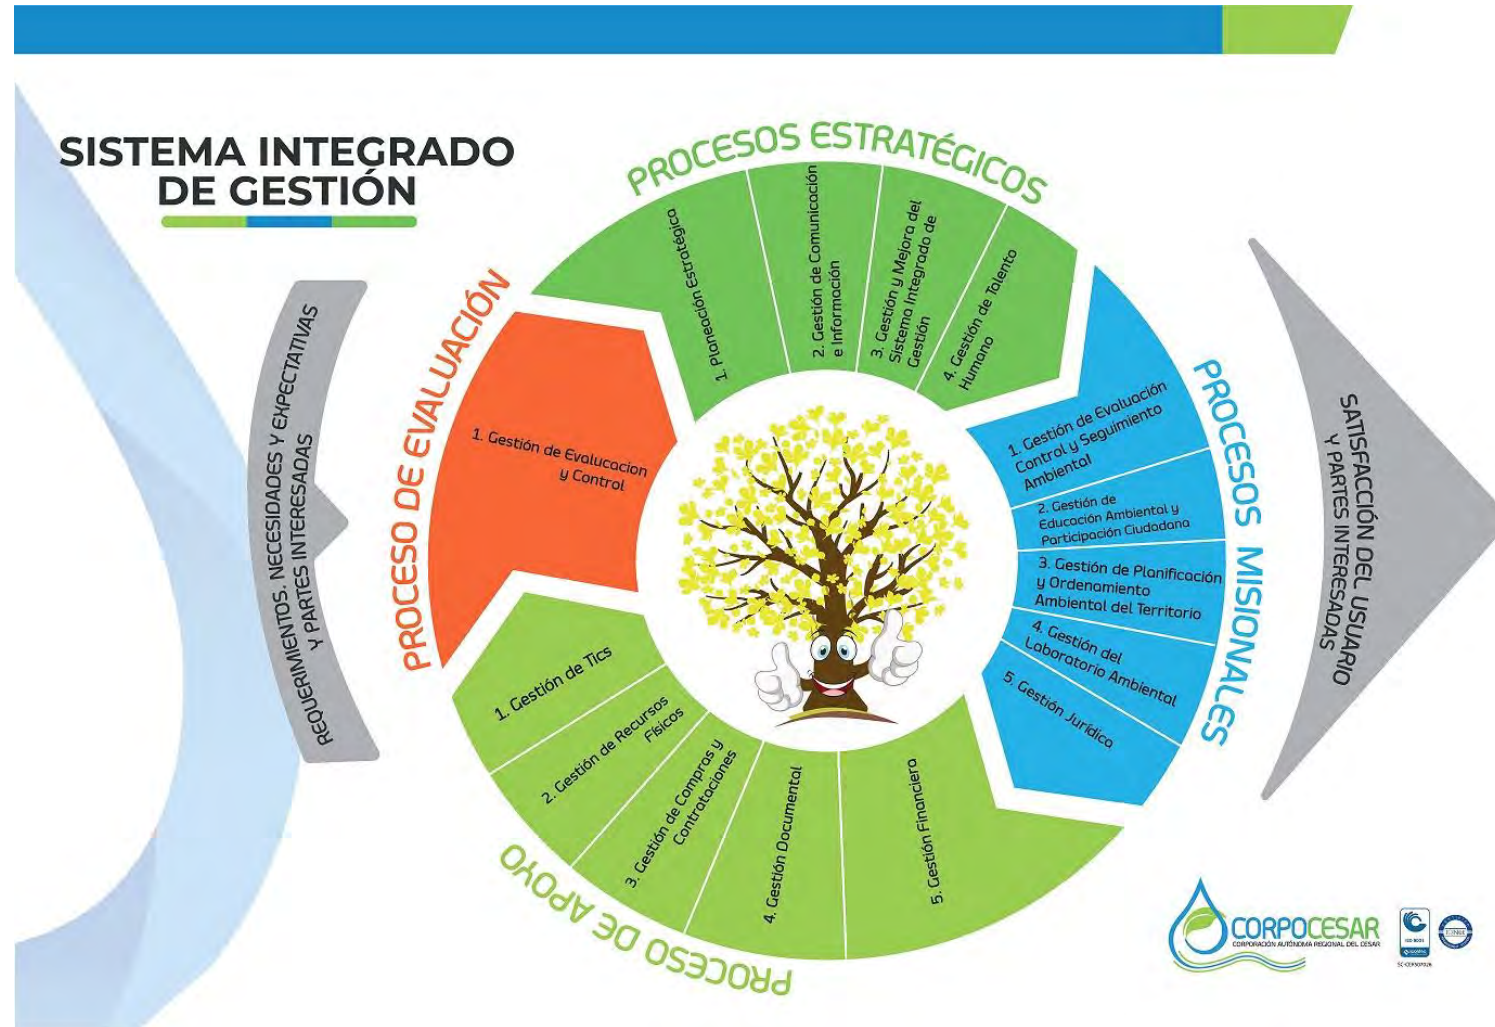 SISTEMA INTEGRADO
DE GESTIÓN
REQUERIMIENTOS. NECESIDADES Y EXPECTATIVAS
Y PARTES INTERESADAS
PROCESO DE EVALUACIÓN
1. Gestión de Evalucacion
y Control
PROCESOS ESTRATÉGICOS
1. Planeación Estratégica
2. Gestión de Comunicación
e Información
3. Gestión y Mejora del
Sistema Integrado de
Gestión
4. Gestión de Talento
Humano
PROCESOS MISIONALES
1. Gestión de Evaluación
Control y Seguimiento
Ambiental
2. Gestión de
Educación Ambiental y
Participación Ciudadana
3. Gestión de Planificación
y Ordenamiento
Ambiental del Territorio
4. Gestión del
Laboratorio Ambiental
5. Gestión Jurídica
PROCESO DE APOYO
1. Gestión de Tics
2. Gestión de Recursos
Físicos
3. Gestión de Compras y
Contrataciones
4. Gestión Documental
5. Gestión Financiera
SATISFACCIÓN DEL USUARIO
Y PARTES INTERESADAS
CORPOCESAR
CORPORACIÓN AUTÓNOMA REGIONAL DEL CESAR
ISO 9001